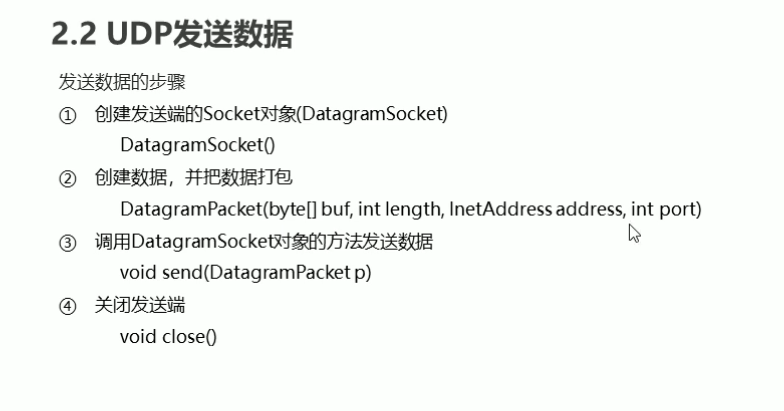 2.2 UDP发送数据
发送数据的步骤
① 创建发送端的Socket对象(DatagramSocket)
DatagramSocket()
② 创建数据，并把数据打包
DatagramPacket(byte[] buf, int length, InetAddress address, int port)
③ 调用DatagramSocket对象的方法发送数据
void send(DatagramPacket p)
④ 关闭发送端
void close()